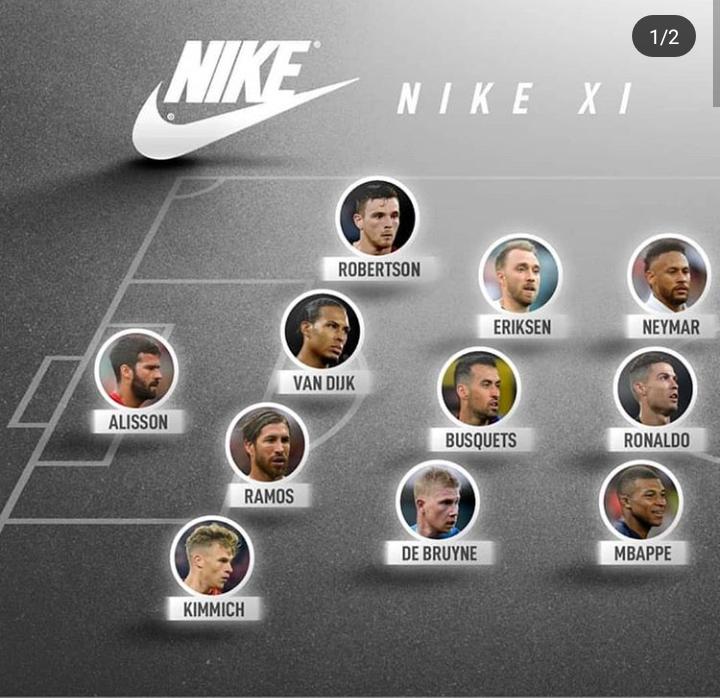 1/2
NIKE
®
NIKE XI
ROBERTSON
ERIKSEN
NEYMAR
VAN DIJK
ALISSON
BUSQUETS
RONALDO
RAMOS
DE BRUYNE
MBAPPE
KIMMICH